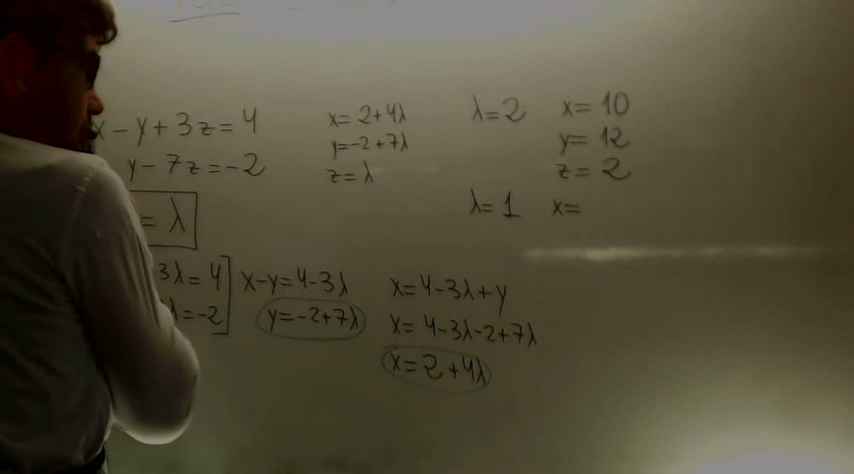 x-y+3z=4
y-7z=-2
=λ
3λ=4
λ=-2
x-y=4-3λ
y=-2+7λ
x=4-3λ+y
x=4-3λ-2+7λ
x=2+4λ
x=2+4λ
y=-2+7λ
z=λ
λ=2 x=10
y=12
z=2
λ=1 x=